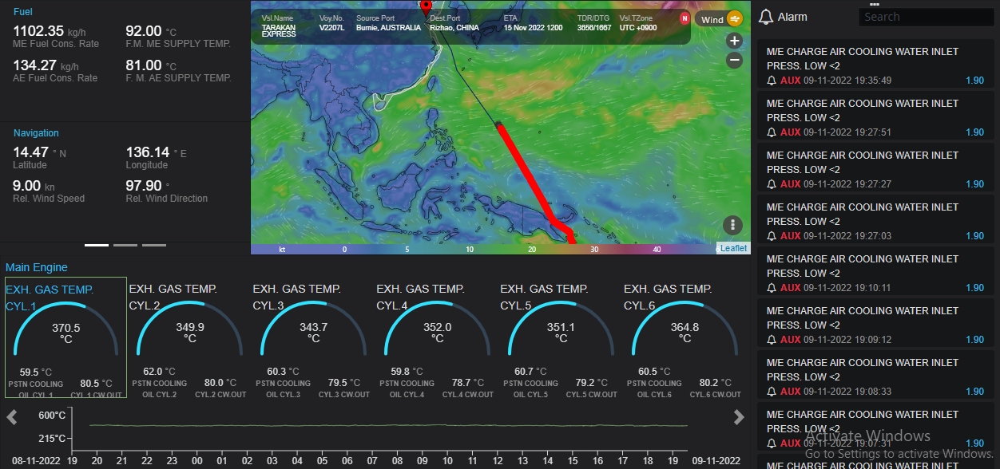 Fuel
1102.35 kg/h
ME Fuel Cons. Rate
92.00 °C
F.M. ME SUPPLY TEMP.
134.27 kg/h
AE Fuel Cons. Rate
81.00 °C
F. M. AE SUPPLY TEMP.
Navigation
14.47 ° N
Latitude
136.14 ° E
Longitude
9.00 kn
Rel. Wind Speed
97.90 °
Rel. Wind Direction
Vsl.Name
TARAKAN
EXPRESS
Voy.No.
V2207L
Source Port
Burnie, AUSTRALIA
Dest.Port
Rizhao, CHINA
ETA
15 Nov 2022 1200
TDR/DTG
3656/1667
Vsl.TZone
UTC +0900
N
Wind
+
−
kt 0 5 10 20 30 40
Leaflet
Alarm
Search
M/E CHARGE AIR COOLING WATER INLET
PRESS. LOW <2
AUX 09-11-2022 19:35:49 1.90
M/E CHARGE AIR COOLING WATER INLET
PRESS. LOW <2
AUX 09-11-2022 19:27:51 1.90
M/E CHARGE AIR COOLING WATER INLET
PRESS. LOW <2
AUX 09-11-2022 19:27:27 1.90
M/E CHARGE AIR COOLING WATER INLET
PRESS. LOW <2
AUX 09-11-2022 19:27:03 1.90
M/E CHARGE AIR COOLING WATER INLET
PRESS. LOW <2
AUX 09-11-2022 19:10:11 1.90
M/E CHARGE AIR COOLING WATER INLET
PRESS. LOW <2
AUX 09-11-2022 19:09:12 1.90
M/E CHARGE AIR COOLING WATER INLET
PRESS. LOW <2
AUX 09-11-2022 19:08:33 1.90
M/E CHARGE AIR COOLING WATER INLET
PRESS. LOW <2
AUX 09-11-2022 19:07:31 1.90
M/E CHARGE AIR COOLING WATER INLET
Activate Windows
Go to Settings to activate Windows.
Main Engine
EXH. GAS TEMP.
CYL.1
370.5
°C
59.5 °C
PSTN COOLING
OIL CYL.1
80.5 °C
CYL.1 CW.OUT
EXH. GAS TEMP.
CYL.2
349.9
°C
62.0 °C
PSTN COOLING
OIL CYL.2
80.0 °C
CYL.2 CW.OUT
EXH. GAS TEMP.
CYL.3
343.7
°C
60.3 °C
PSTN COOLING
OIL CYL.3
79.5 °C
CYL.3 CW.OUT
EXH. GAS TEMP.
CYL.4
352.0
°C
59.8 °C
PSTN COOLING
OIL CYL.4
78.7 °C
CYL.4 CW.OUT
EXH. GAS TEMP.
CYL.5
351.1
°C
60.7 °C
PSTN COOLING
OIL CYL.5
79.2 °C
CYL.5 CW.OUT
EXH. GAS TEMP.
CYL.6
364.8
°C
60.5 °C
PSTN COOLING
OIL CYL.6
80.2 °C
CYL.6 CW.OUT
600°C
215°C
08-11-2022 19 20 21 22 23 00 01 02 03 04 05 06 07 08 09 10 11 12 13 14 15 16 17 18 19 09-11-2022